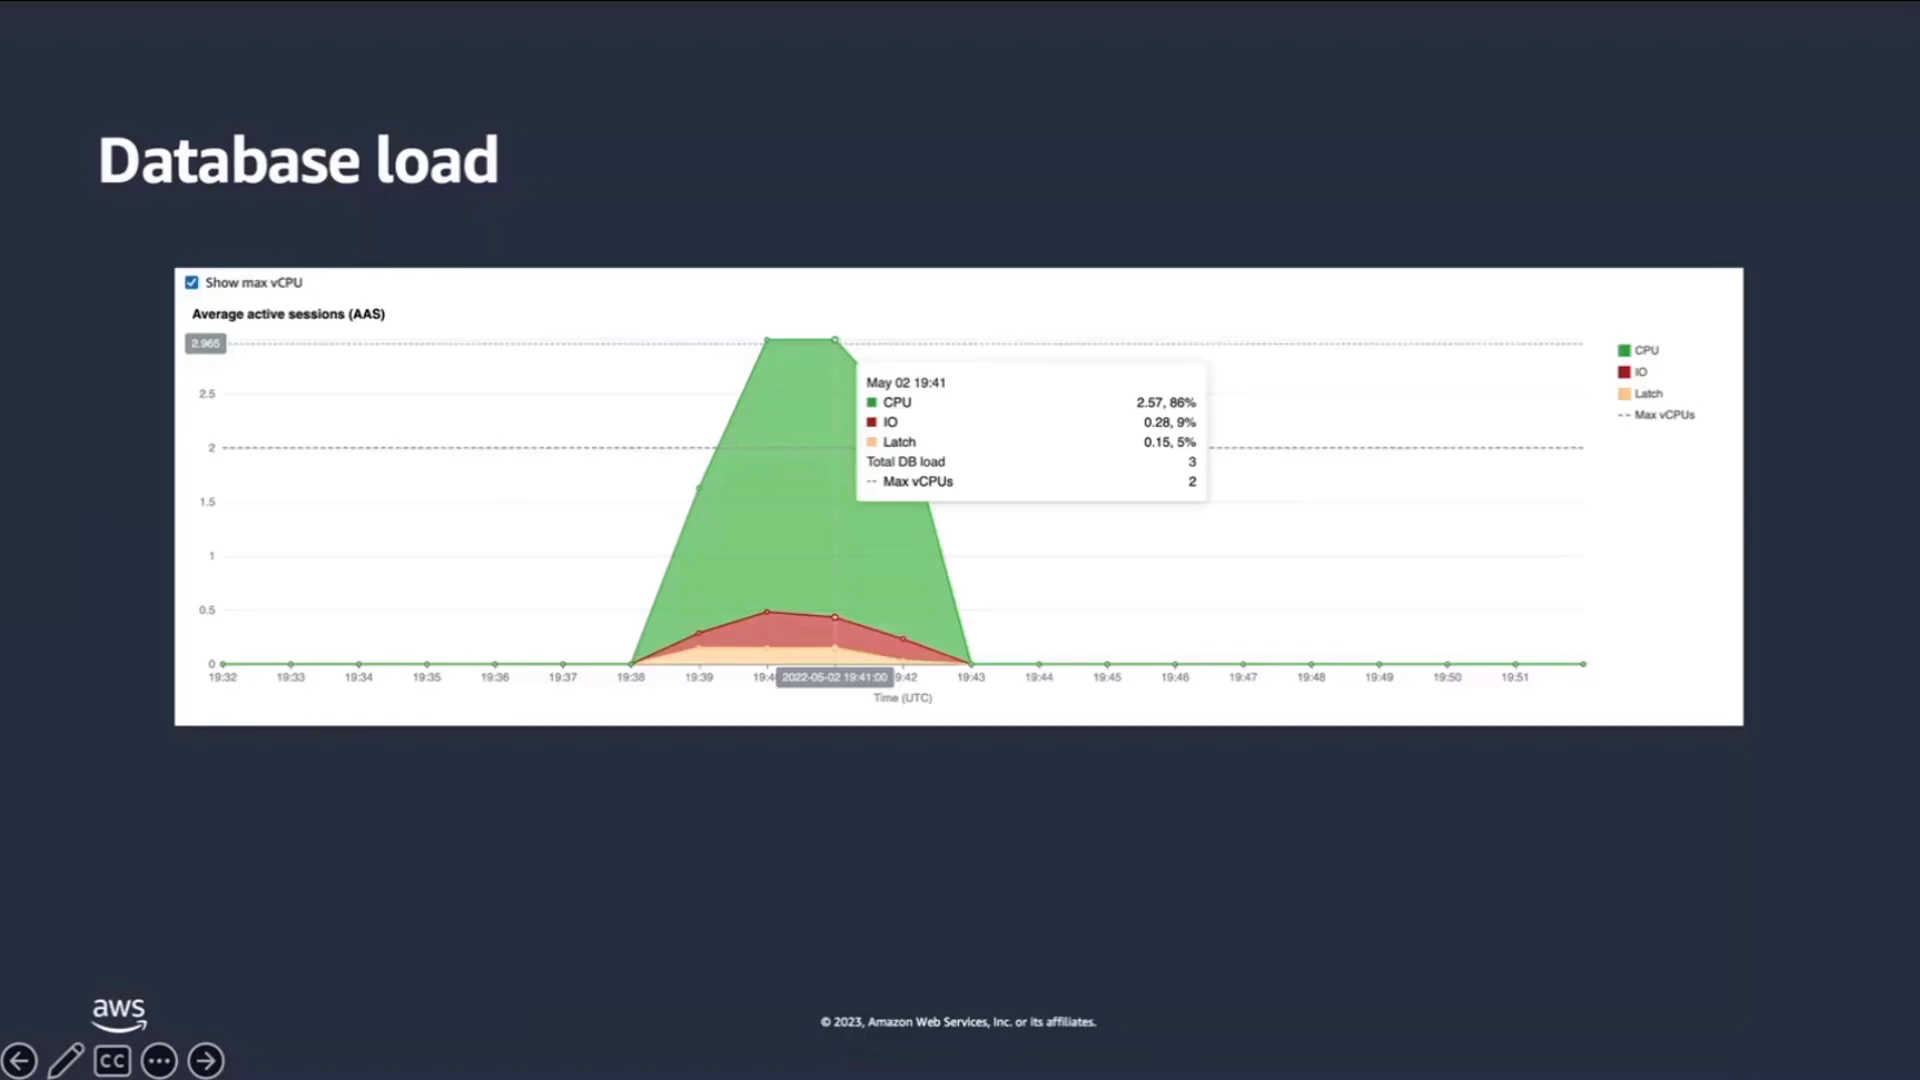 Database load
Show max vCPU
Average active sessions (AAS)
2.965
2.5
2
1.5
1
0.5
0
CPU
IO
Latch
-- Max vCPUs
May 02 19:41
CPU 2.57, 86%
IO 0.28, 9%
Latch 0.15, 5%
Total DB load 3
-- Max vCPUs 2
19:32 19:33 19:34 19:35 19:36 19:37 19:38 19:39 19:4 2022-05-02 19:41:00 9:42 19:43 19:44 19:45 19:46 19:47 19:48 19:49 19:50 19:51
Time (UTC)
aws
© 2023, Amazon Web Services, Inc. or its affiliates.
CC